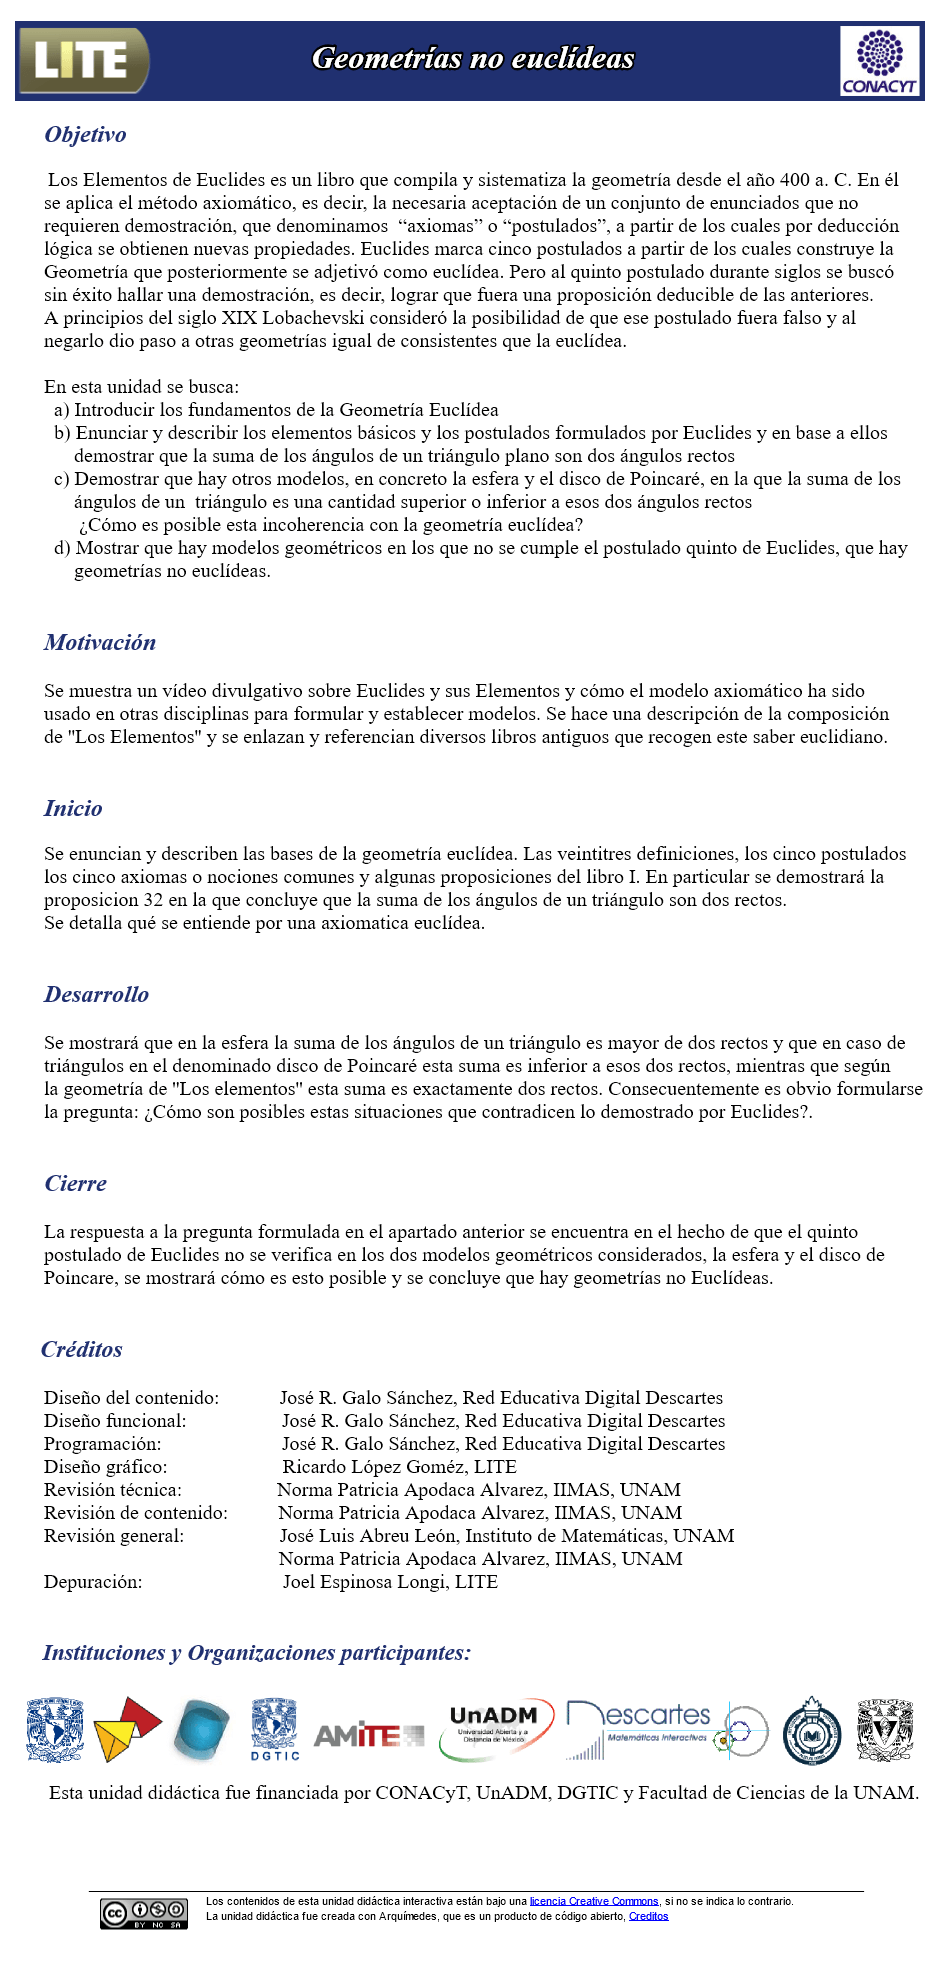 LITE
Geometrías no euclídeas
CONACYT
Objetivo
Los Elementos de Euclides es un libro que compila y sistematiza la geometría desde el año 400 a. C. En él
se aplica el método axiomático, es decir, la necesaria aceptación de un conjunto de enunciados que no
requieren demostración, que denominamos “axiomas” o “postulados”, a partir de los cuales por deducción
lógica se obtienen nuevas propiedades. Euclides marca cinco postulados a partir de los cuales construye la
Geometría que posteriormente se adjetivó como euclídea. Pero al quinto postulado durante siglos se buscó
sin éxito hallar una demostración, es decir, lograr que fuera una proposición deducible de las anteriores.
A principios del siglo XIX Lobachevski consideró la posibilidad de que ese postulado fuera falso y al
negarlo dio paso a otras geometrías igual de consistentes que la euclídea.
En esta unidad se busca:
a) Introducir los fundamentos de la Geometría Euclídea
b) Enunciar y describir los elementos básicos y los postulados formulados por Euclides y en base a ellos
demostrar que la suma de los ángulos de un triángulo plano son dos ángulos rectos
c) Demostrar que hay otros modelos, en concreto la esfera y el disco de Poincaré, en la que la suma de los
ángulos de un triángulo es una cantidad superior o inferior a esos dos ángulos rectos
¿Cómo es posible esta incoherencia con la geometría euclídea?
d) Mostrar que hay modelos geométricos en los que no se cumple el postulado quinto de Euclides, que hay
geometrías no euclídeas.
Motivación
Se muestra un vídeo divulgativo sobre Euclides y sus Elementos y cómo el modelo axiomático ha sido
usado en otras disciplinas para formular y establecer modelos. Se hace una descripción de la composición
de "Los Elementos" y se enlazan y referencian diversos libros antiguos que recogen este saber euclidiano.
Inicio
Se enuncian y describen las bases de la geometría euclídea. Las veintitres definiciones, los cinco postulados
los cinco axiomas o nociones comunes y algunas proposiciones del libro I. En particular se demostrará la
proposicion 32 en la que concluye que la suma de los ángulos de un triángulo son dos rectos.
Se detalla qué se entiende por una axiomatica euclídea.
Desarrollo
Se mostrará que en la esfera la suma de los ángulos de un triángulo es mayor de dos rectos y que en caso de
triángulos en el denominado disco de Poincaré esta suma es inferior a esos dos rectos, mientras que según
la geometría de "Los elementos" esta suma es exactamente dos rectos. Consecuentemente es obvio formularse
la pregunta: ¿Cómo son posibles estas situaciones que contradicen lo demostrado por Euclides?.
Cierre
La respuesta a la pregunta formulada en el apartado anterior se encuentra en el hecho de que el quinto
postulado de Euclides no se verifica en los dos modelos geométricos considerados, la esfera y el disco de
Poincare, se mostrará cómo es esto posible y se concluye que hay geometrías no Euclídeas.
Créditos
Diseño del contenido: José R. Galo Sánchez, Red Educativa Digital Descartes
Diseño funcional: José R. Galo Sánchez, Red Educativa Digital Descartes
Programación: José R. Galo Sánchez, Red Educativa Digital Descartes
Diseño gráfico: Ricardo López Goméz, LITE
Revisión técnica: Norma Patricia Apodaca Alvarez, IIMAS, UNAM
Revisión de contenido: Norma Patricia Apodaca Alvarez, IIMAS, UNAM
Revisión general: José Luis Abreu León, Instituto de Matemáticas, UNAM
Norma Patricia Apodaca Alvarez, IIMAS, UNAM
Depuración: Joel Espinosa Longi, LITE
Instituciones y Organizaciones participantes:
DGTIC
AMiTE
UnADM
Universidad Abierta y a
Distancia de México
Descartes
Matemáticas Interactivas
CIENCIAS
Esta unidad didáctica fue financiada por CONACyT, UnADM, DGTIC y Facultad de Ciencias de la UNAM.
cc BY NC SA
Los contenidos de esta unidad didáctica interactiva están bajo una licencia Creative Commons, si no se indica lo contrario.
La unidad didáctica fue creada con Arquímedes, que es un producto de código abierto, Creditos